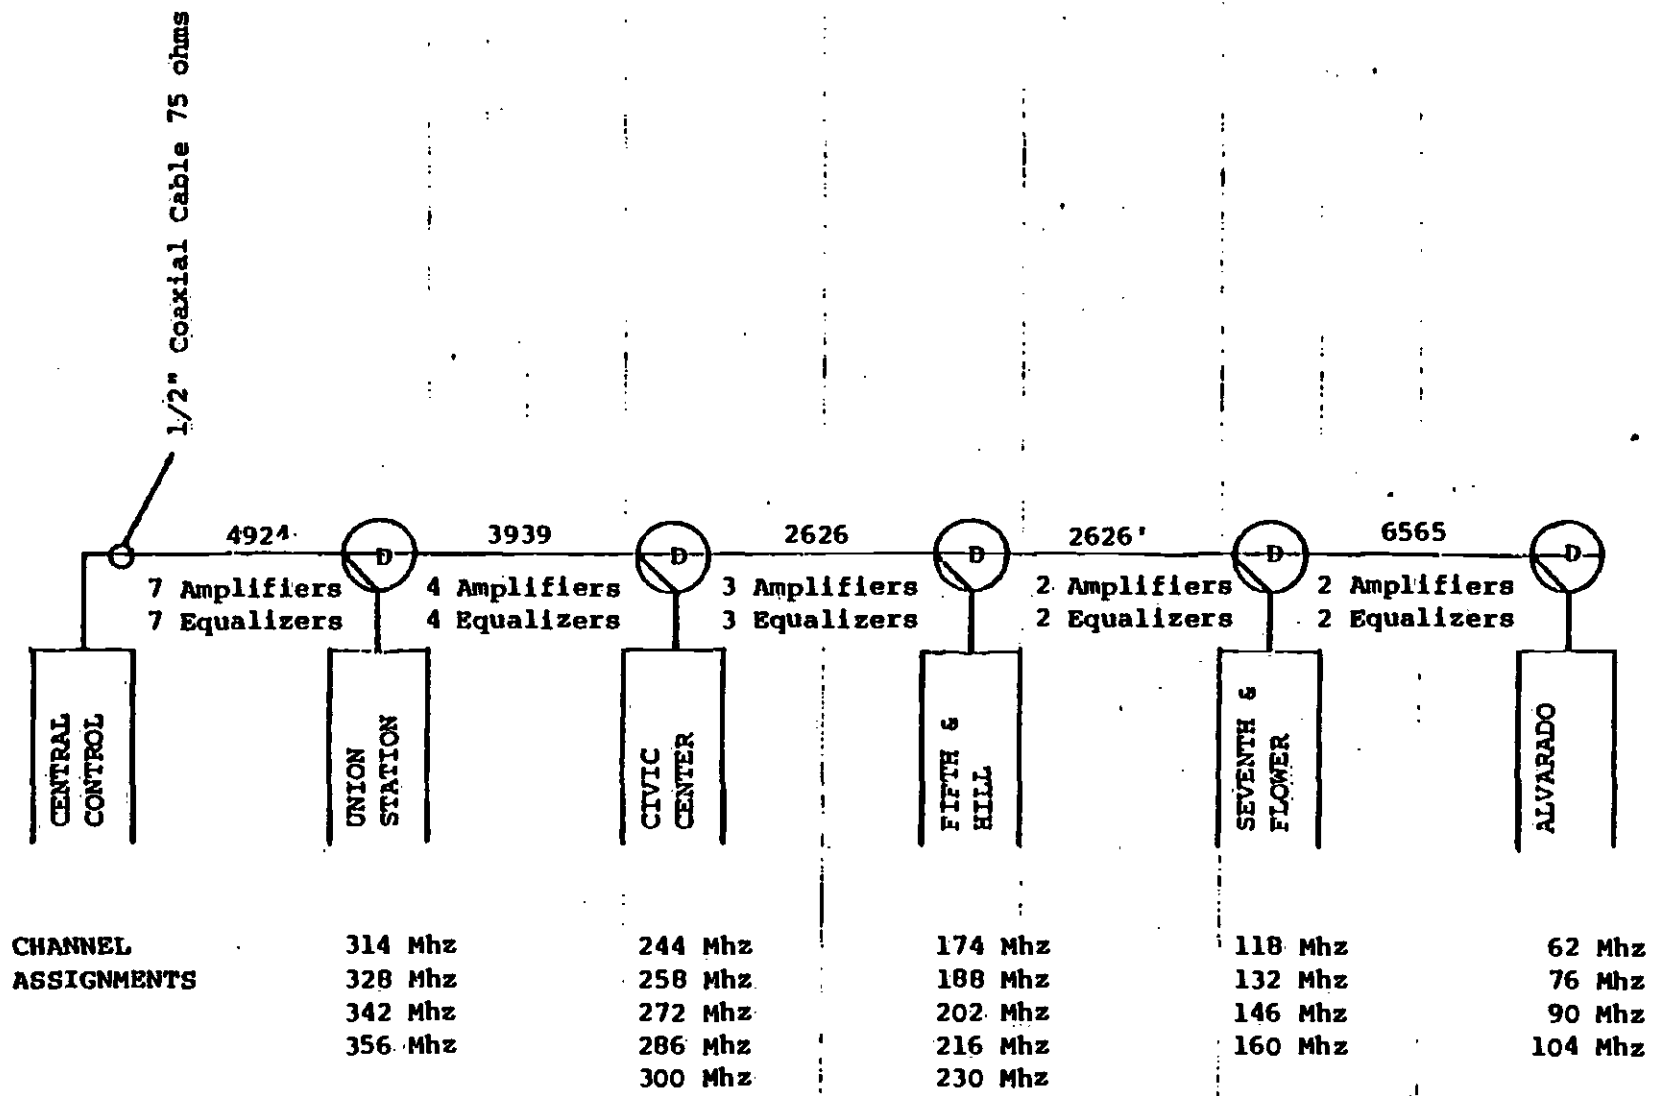 1/2" Coaxial Cable 75 ohms
4924 3939 2626 2626' 6565
D D D D D
7 Amplifiers 4 Amplifiers 3 Amplifiers 2 Amplifiers 2 Amplifiers
7 Equalizers 4 Equalizers 3 Equalizers 2 Equalizers 2 Equalizers
CENTRAL
CONTROL
UNION
STATION
CIVIC
CENTER
FIFTH &
HILL
SEVENTH &
FLOWER
ALVARADO
CHANNEL 314 Mhz 244 Mhz 174 Mhz 118 Mhz 62 Mhz
ASSIGNMENTS 328 Mhz 258 Mhz 188 Mhz 132 Mhz 76 Mhz
342 Mhz 272 Mhz 202 Mhz 146 Mhz 90 Mhz
356 Mhz 286 Mhz 216 Mhz 160 Mhz 104 Mhz
300 Mhz 230 Mhz